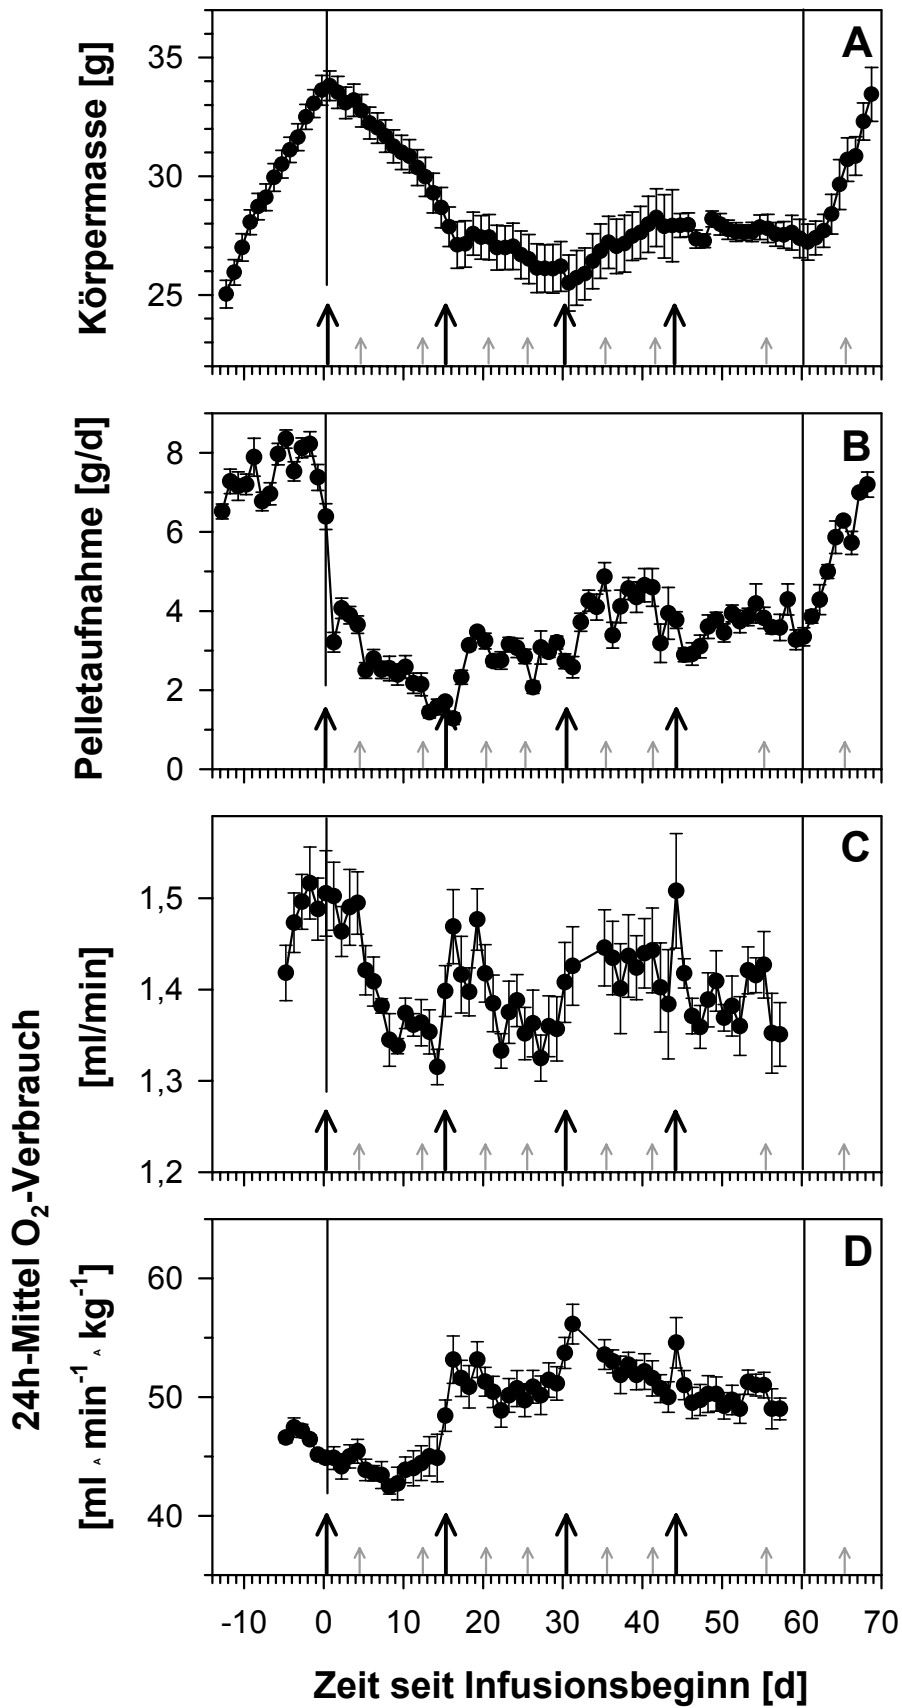 A
Körpermasse [g]
35
30
25
B
Pelletaufnahme [g/d]
8
6
4
2
0
C
24h-Mittel O₂-Verbrauch
[ml/min]
1,5
1,4
1,3
1,2
D
[ml ^ min⁻¹ ^ kg⁻¹]
60
50
40
-10 0 10 20 30 40 50 60 70
Zeit seit Infusionsbeginn [d]